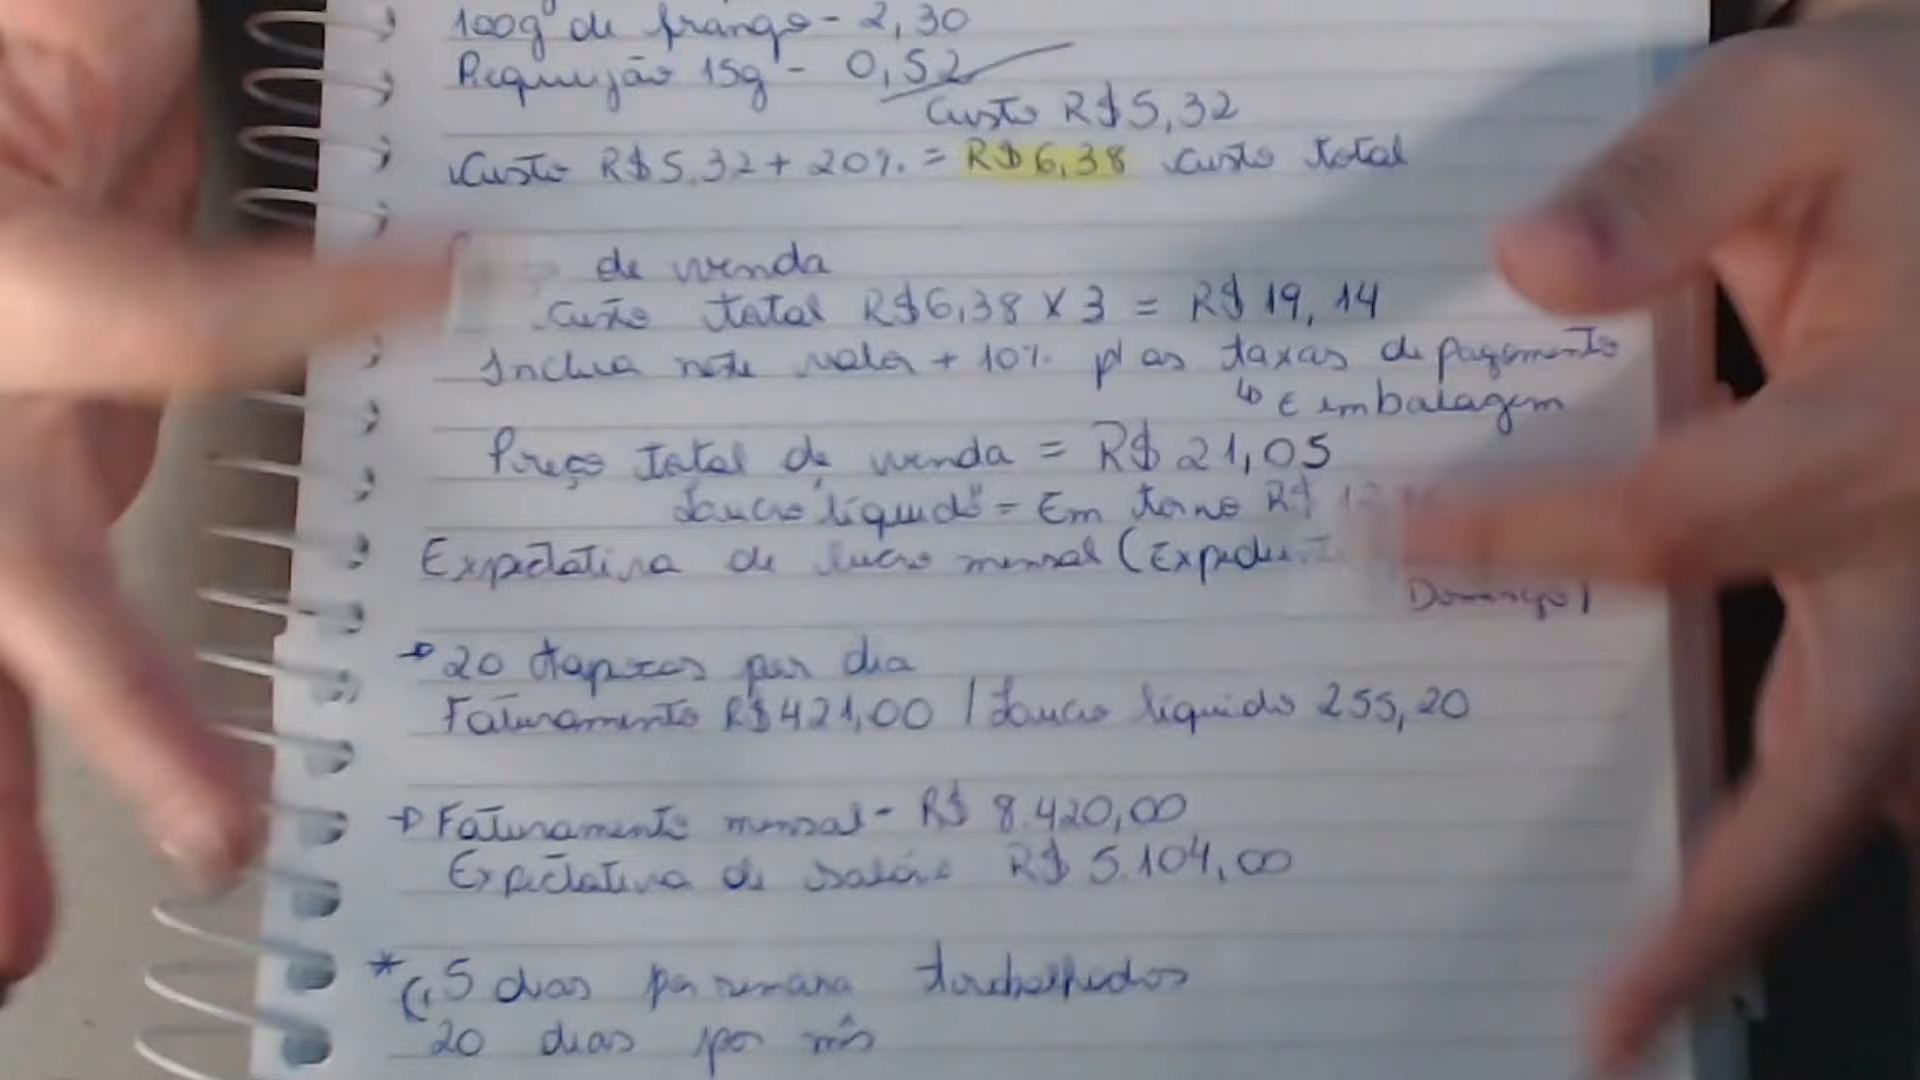 100g de frango - 2,30
Requeijão 15g - 0,52
Custo R$5,32
Custo R$5,32 + 20% = R$6,38 custo total
de venda
Custo total R$6,38 X 3 = R$19,14
Inclua neste valor + 10% p/ as taxas de pagamento
↳ E embalagem
Preço total de venda = R$21,05
"Lucro líquido" = Em torno R$
Expectativa de lucro mensal (Expediente
Domingo)
→ 20 tapiocas por dia
Faturamento R$421,00 / Lucro líquido 255,20
→ Faturamento mensal - R$ 8.420,00
Expectativa de salário R$ 5.104,00
* 5 dias por semana trabalhados
20 dias por mês